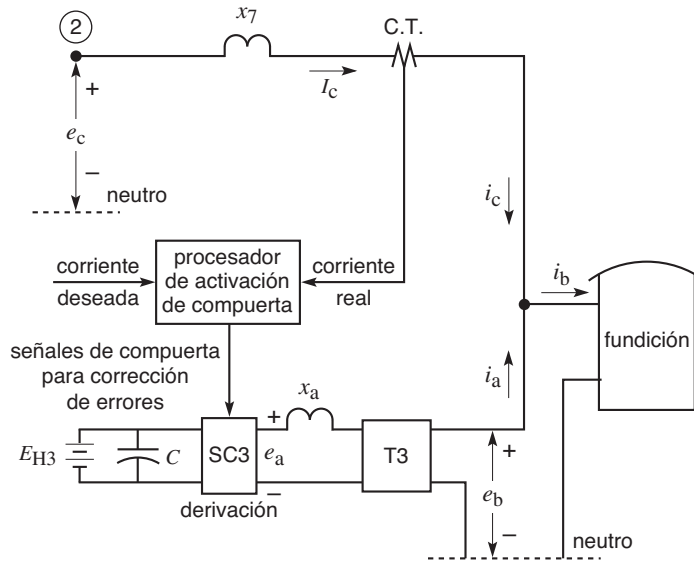 2
x7
C.T.
+
Ic
ec
–
neutro
ic
corriente
deseada
procesador
de activación
de compuerta
corriente
real
ib
fundición
señales de compuerta
para corrección
de errores
ia
xa
+
EH3
C
SC3
ea
T3
+
–
eb
derivación
–
neutro